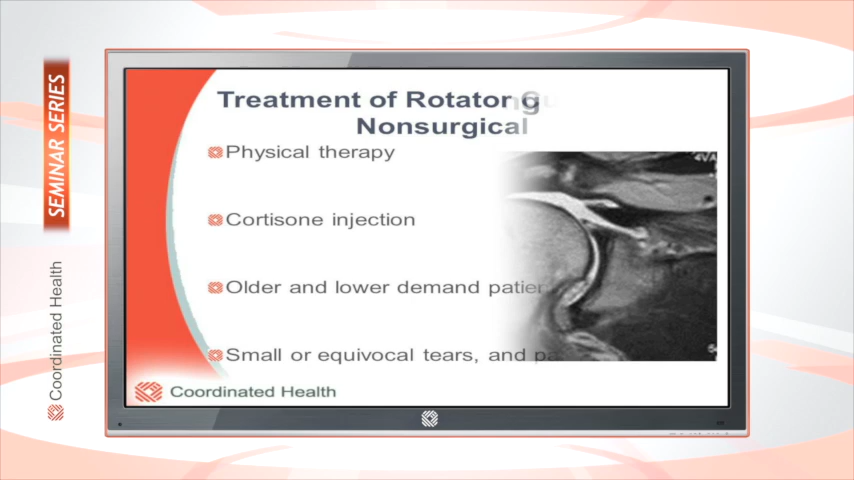 SEMINAR SERIES
Coordinated Health
Treatment of Rotator
Nonsurgical
Physical therapy
Cortisone injection
Older and lower demand
Small or equivocal tears, and
Coordinated Health